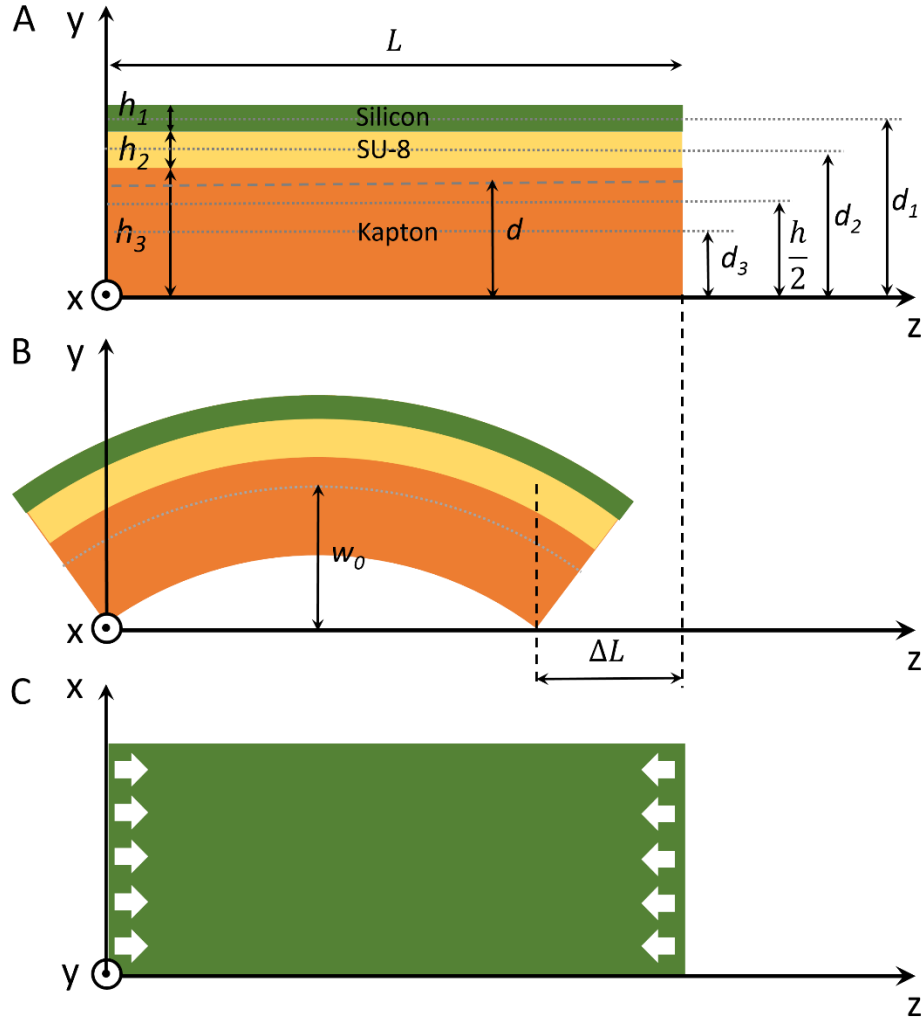 A
y
L
h1
Silicon
h2
SU-8
h3
Kapton
d
d3
h
2
d2
d1
x
z
B
y
w0
x
z
ΔL
C
x
y
z